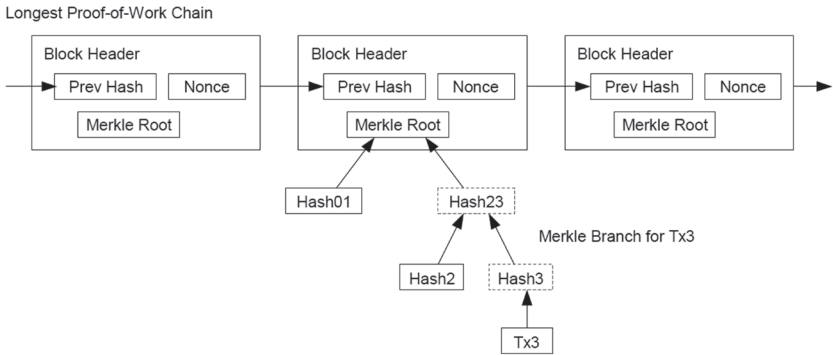 Longest Proof-of-Work Chain
Block Header
Prev Hash
Nonce
Merkle Root
Block Header
Prev Hash
Nonce
Merkle Root
Block Header
Prev Hash
Nonce
Merkle Root
Hash01
Hash23
Merkle Branch for Tx3
Hash2
Hash3
Tx3